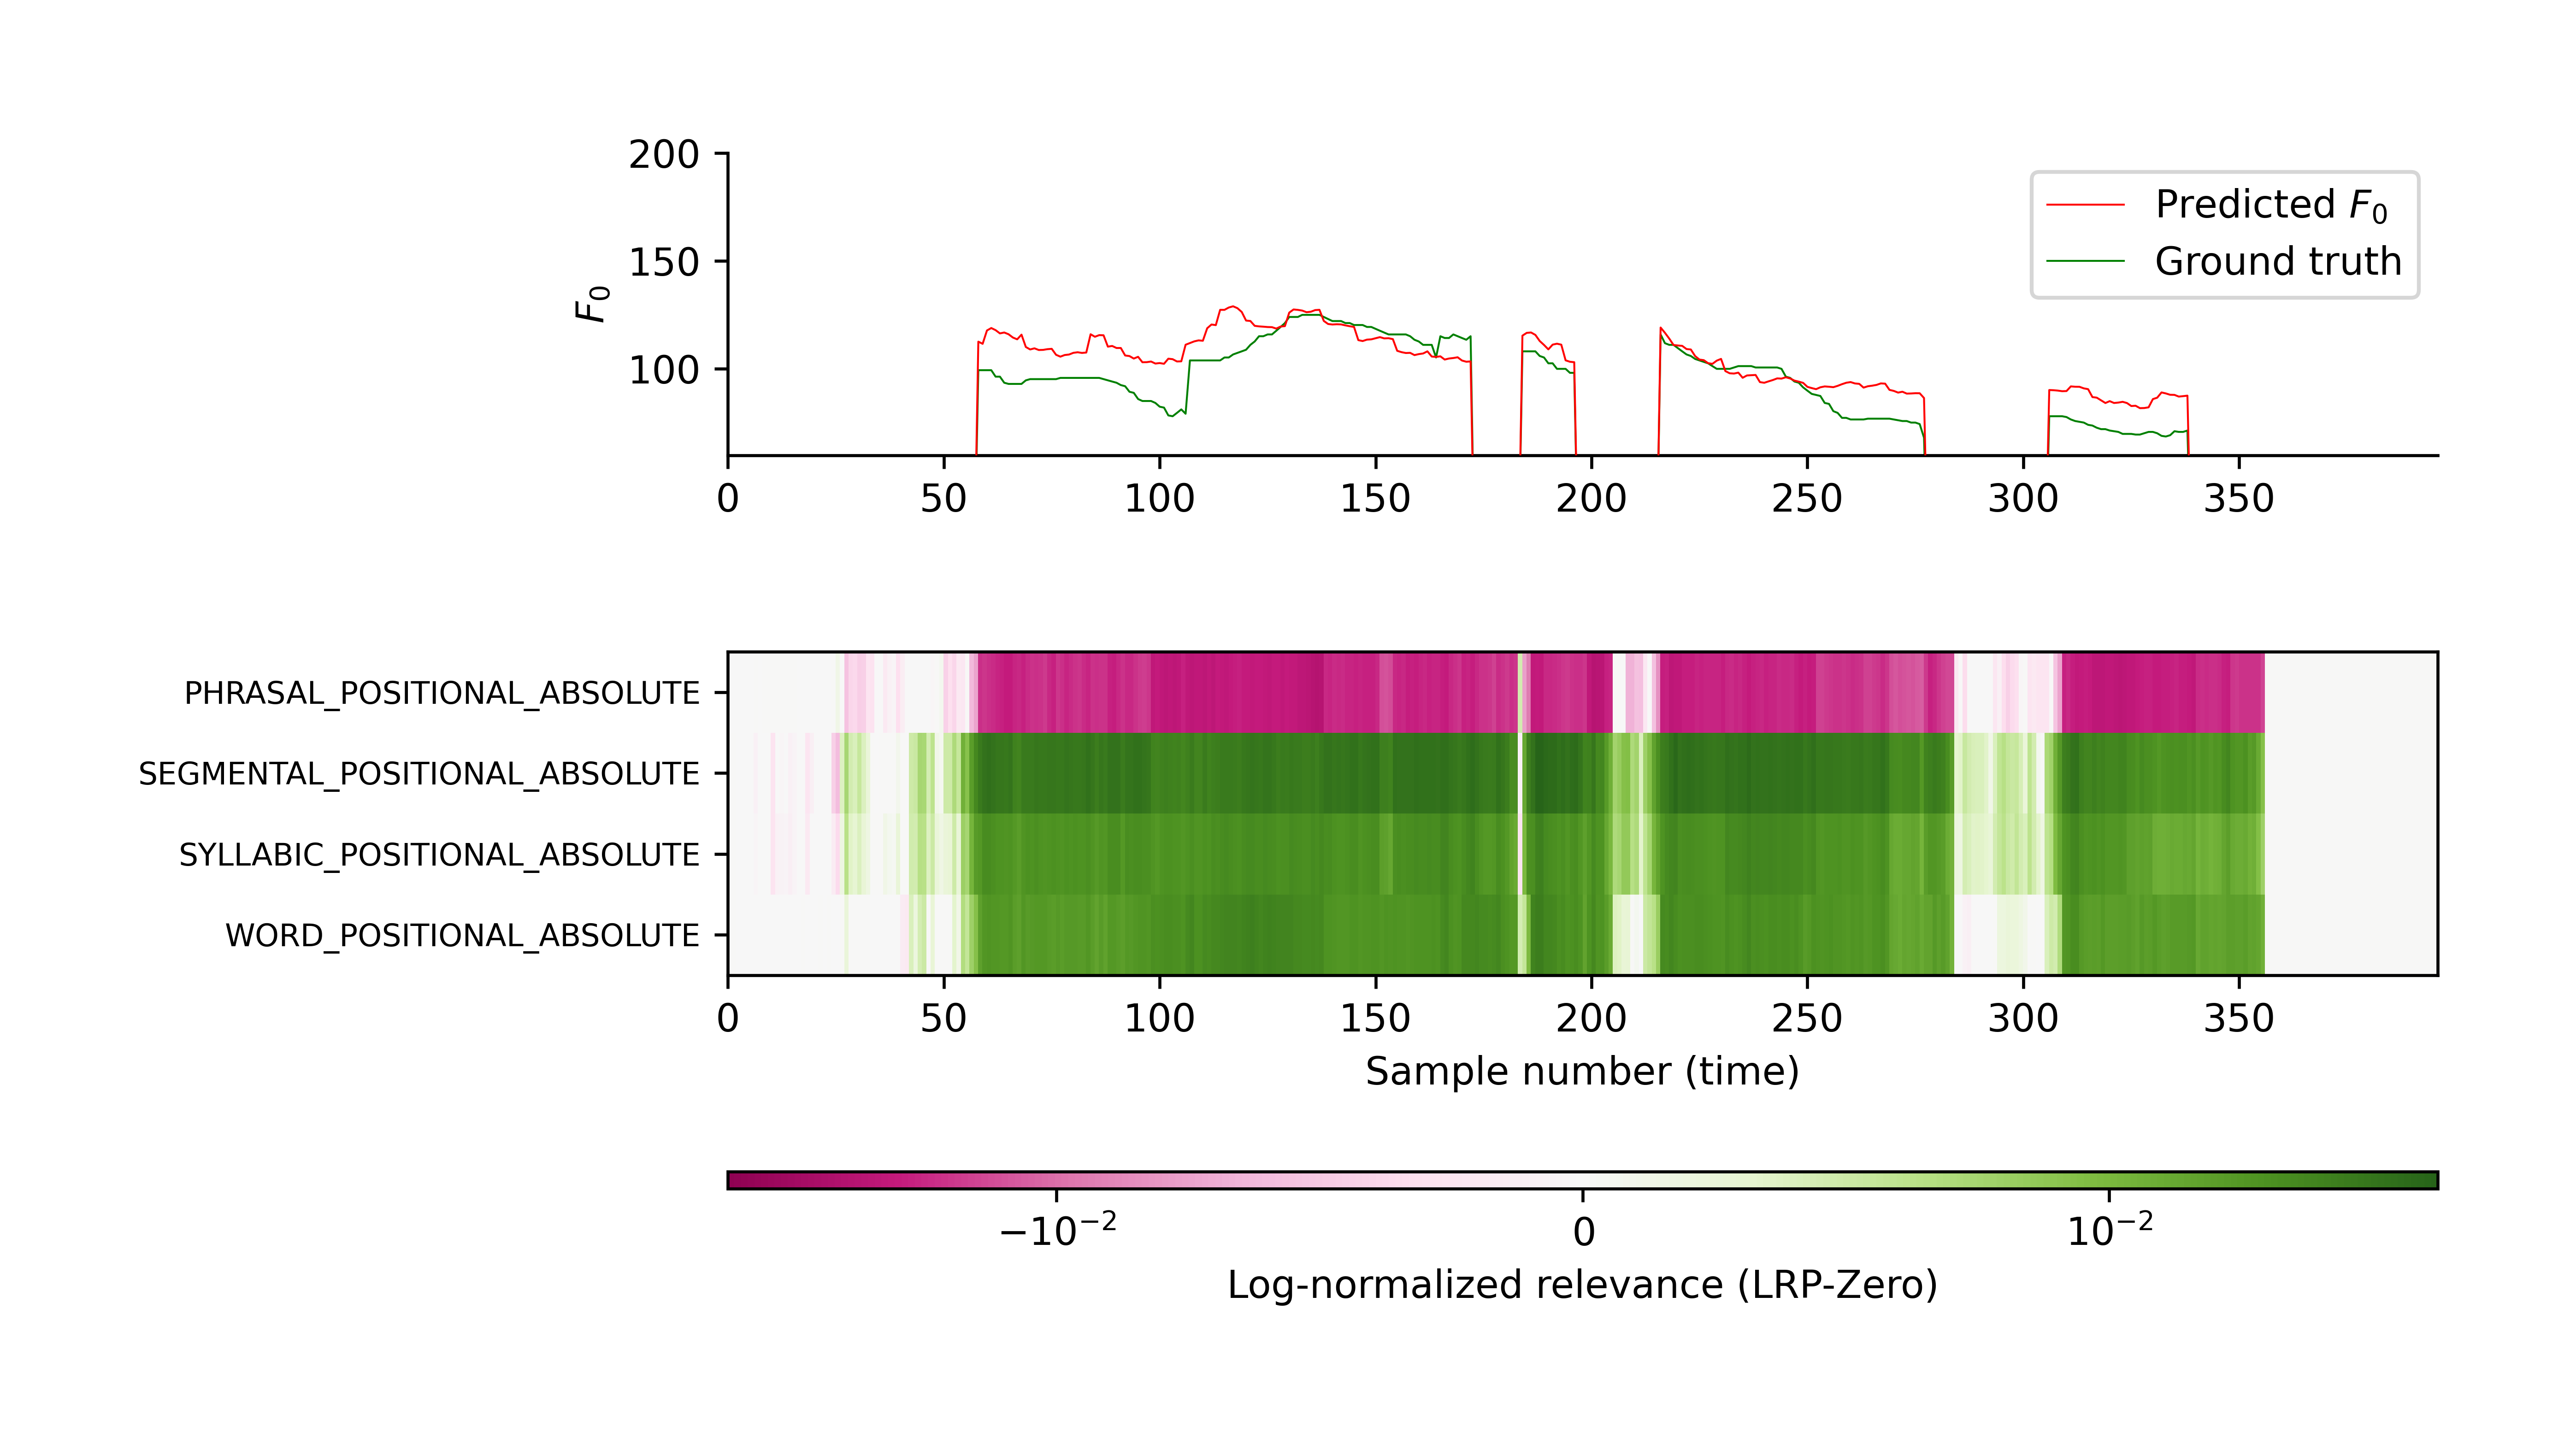 200
150
100
F₀
Predicted F₀
Ground truth
0 50 100 150 200 250 300 350
PHRASAL_POSITIONAL_ABSOLUTE
SEGMENTAL_POSITIONAL_ABSOLUTE
SYLLABIC_POSITIONAL_ABSOLUTE
WORD_POSITIONAL_ABSOLUTE
0 50 100 150 200 250 300 350
Sample number (time)
−10⁻² 0 10⁻²
Log-normalized relevance (LRP-Zero)